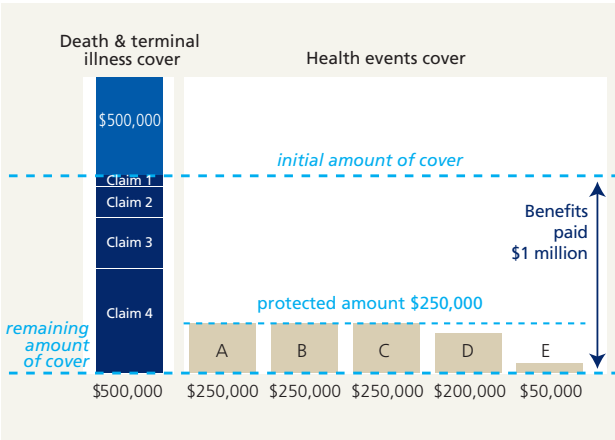 Death & terminal
illness cover
Health events cover
$500,000
initial amount of cover
Claim 1
Claim 2
Claim 3
Claim 4
Benefits
paid
$1 million
protected amount $250,000
remaining
amount
of cover
A B C D E
$500,000 $250,000 $250,000 $250,000 $200,000 $50,000